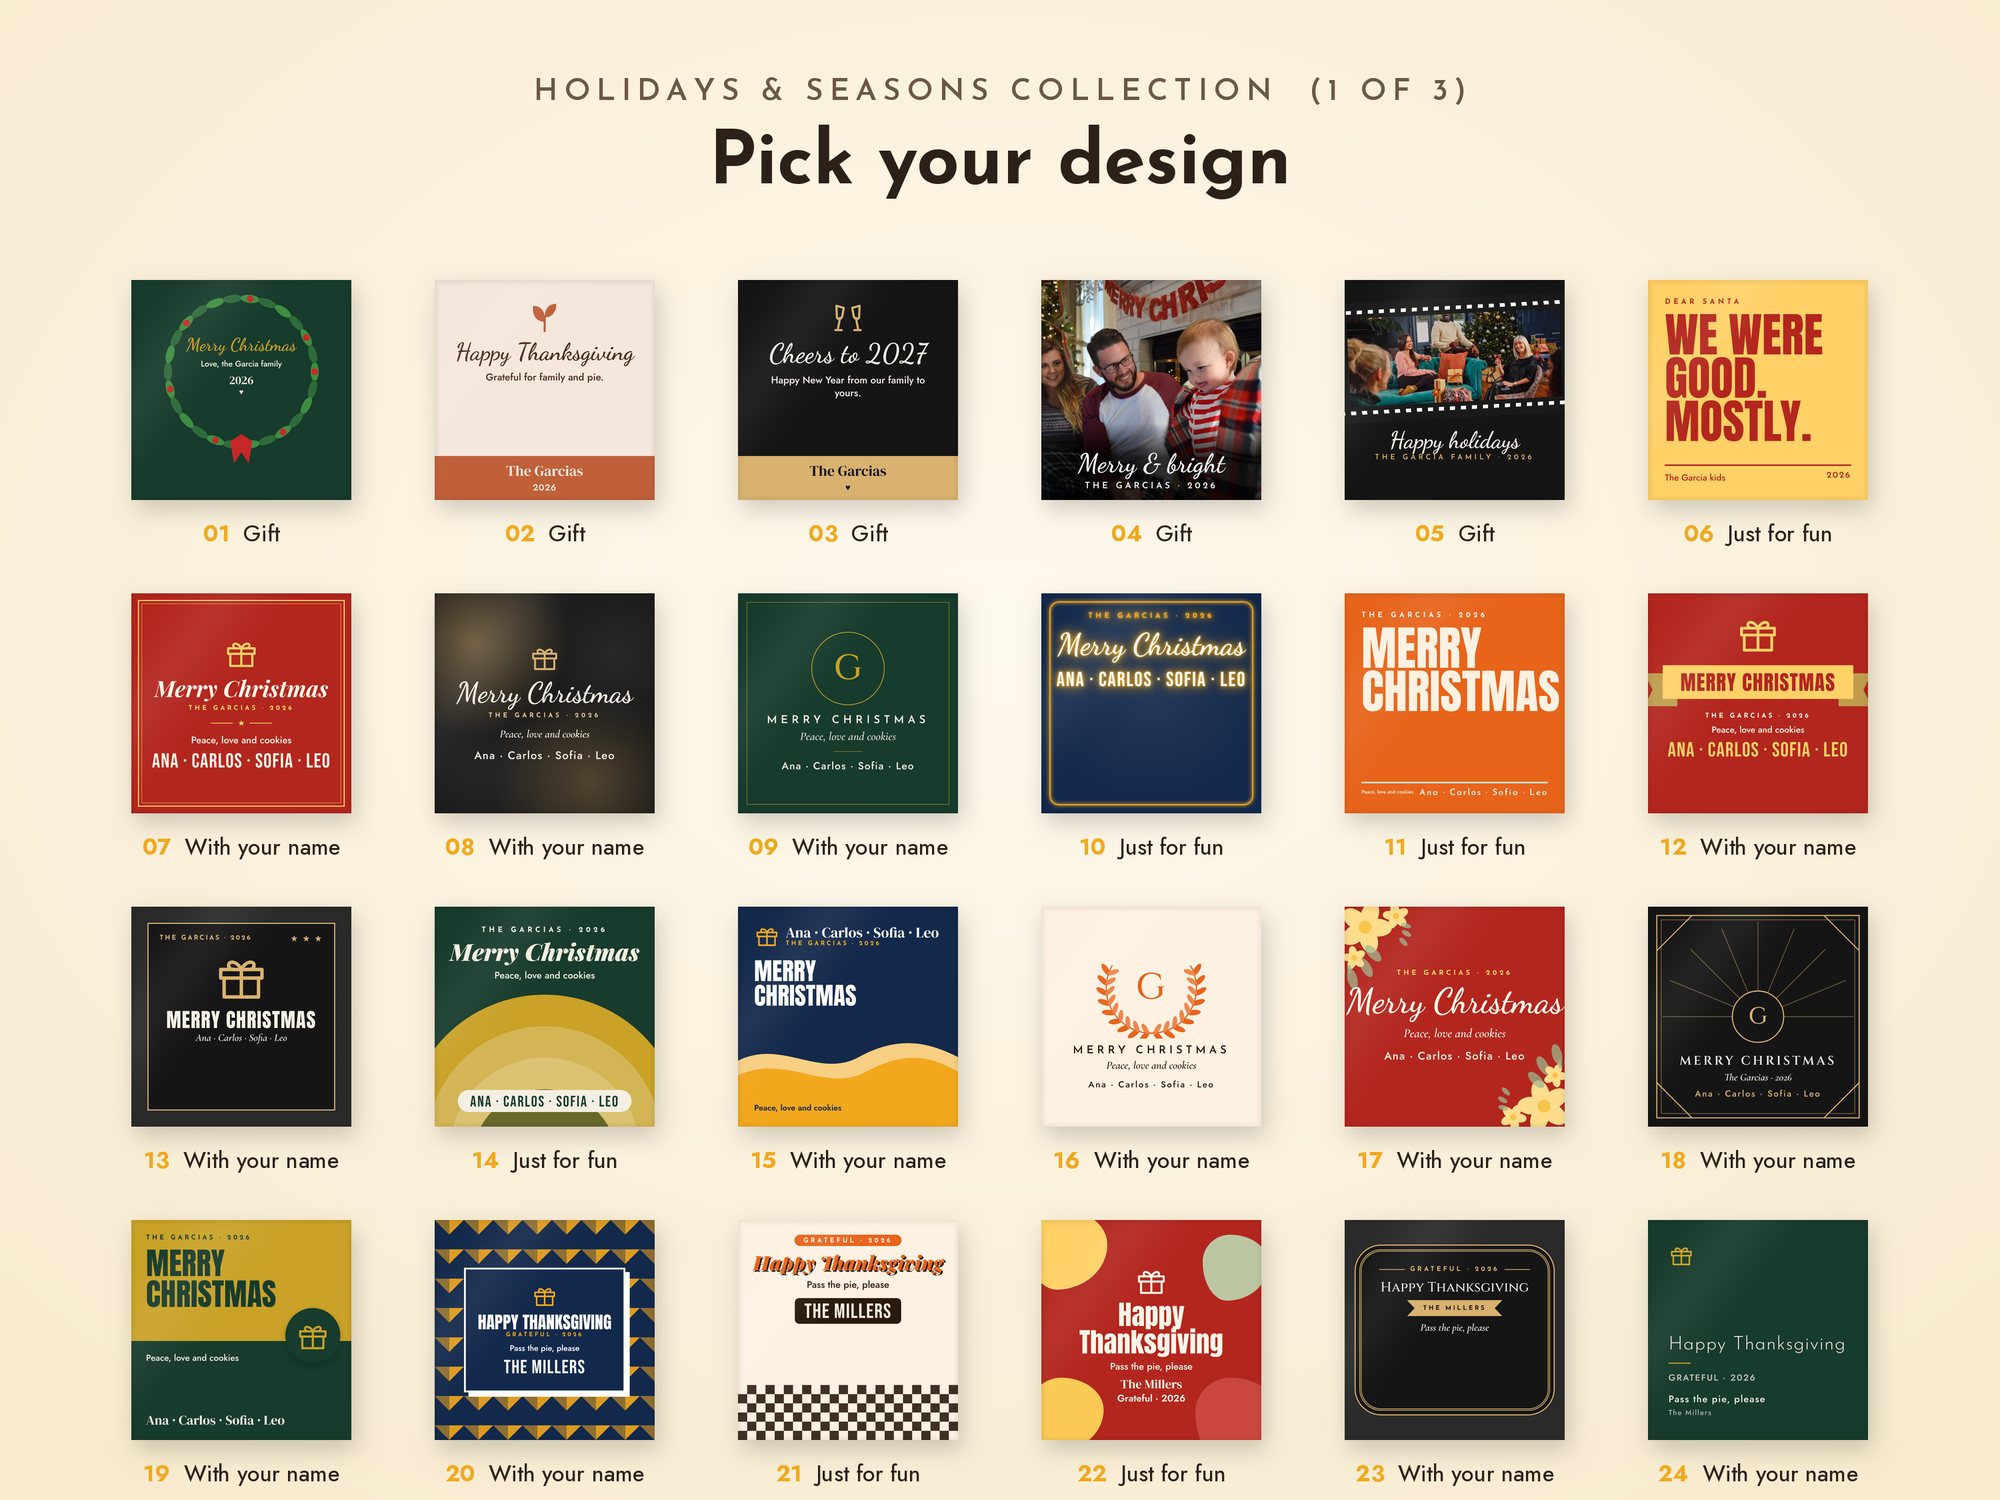 HOLIDAYS & SEASONS COLLECTION (1 OF 3)
Pick your design
Merry Christmas
Love, the Garcia family
2026
01 Gift
Happy Thanksgiving
Grateful for family and pie.
The Garcias
2026
02 Gift
Cheers to 2027
Happy New Year from our family to
yours.
The Garcias
03 Gift
MERRY CHRIS
Merry & bright
THE GARCIAS · 2026
04 Gift
Happy holidays
THE GARCIA FAMILY · 2026
05 Gift
DEAR SANTA
WE WERE
GOOD.
MOSTLY.
The Garcia kids
2026
06 Just for fun
Merry Christmas
THE GARCIAS · 2026
Peace, love and cookies
ANA · CARLOS · SOFIA · LEO
07 With your name
Merry Christmas
THE GARCIAS · 2026
Peace, love and cookies
Ana · Carlos · Sofia · Leo
08 With your name
G
MERRY CHRISTMAS
Peace, love and cookies
Ana · Carlos · Sofia · Leo
09 With your name
THE GARCIAS · 2026
Merry Christmas
ANA · CARLOS · SOFIA · LEO
10 Just for fun
THE GARCIAS · 2026
MERRY
CHRISTMAS
Peace, love and cookies Ana · Carlos · Sofia · Leo
11 Just for fun
MERRY CHRISTMAS
THE GARCIAS · 2026
Peace, love and cookies
ANA · CARLOS · SOFIA · LEO
12 With your name
THE GARCIAS · 2026
MERRY CHRISTMAS
Ana · Carlos · Sofia · Leo
13 With your name
THE GARCIAS · 2026
Merry Christmas
Peace, love and cookies
ANA · CARLOS · SOFIA · LEO
14 Just for fun
Ana · Carlos · Sofia · Leo
THE GARCIAS · 2026
MERRY
CHRISTMAS
Peace, love and cookies
15 With your name
G
MERRY CHRISTMAS
Peace, love and cookies
Ana · Carlos · Sofia · Leo
16 With your name
THE GARCIAS · 2026
Merry Christmas
Peace, love and cookies
Ana · Carlos · Sofia · Leo
17 With your name
G
MERRY CHRISTMAS
The Garcias · 2026
Ana · Carlos · Sofia · Leo
18 With your name
THE GARCIAS · 2026
MERRY
CHRISTMAS
Peace, love and cookies
Ana · Carlos · Sofia · Leo
19 With your name
HAPPY THANKSGIVING
GRATEFUL · 2026
Pass the pie, please
THE MILLERS
20 With your name
GRATEFUL · 2026
Happy Thanksgiving
Pass the pie, please
THE MILLERS
21 Just for fun
Happy
Thanksgiving
Pass the pie, please
The Millers
Grateful · 2026
22 Just for fun
GRATEFUL · 2026
HAPPY THANKSGIVING
THE MILLERS
Pass the pie, please
23 With your name
Happy Thanksgiving
GRATEFUL · 2026
Pass the pie, please
The Millers
24 With your name